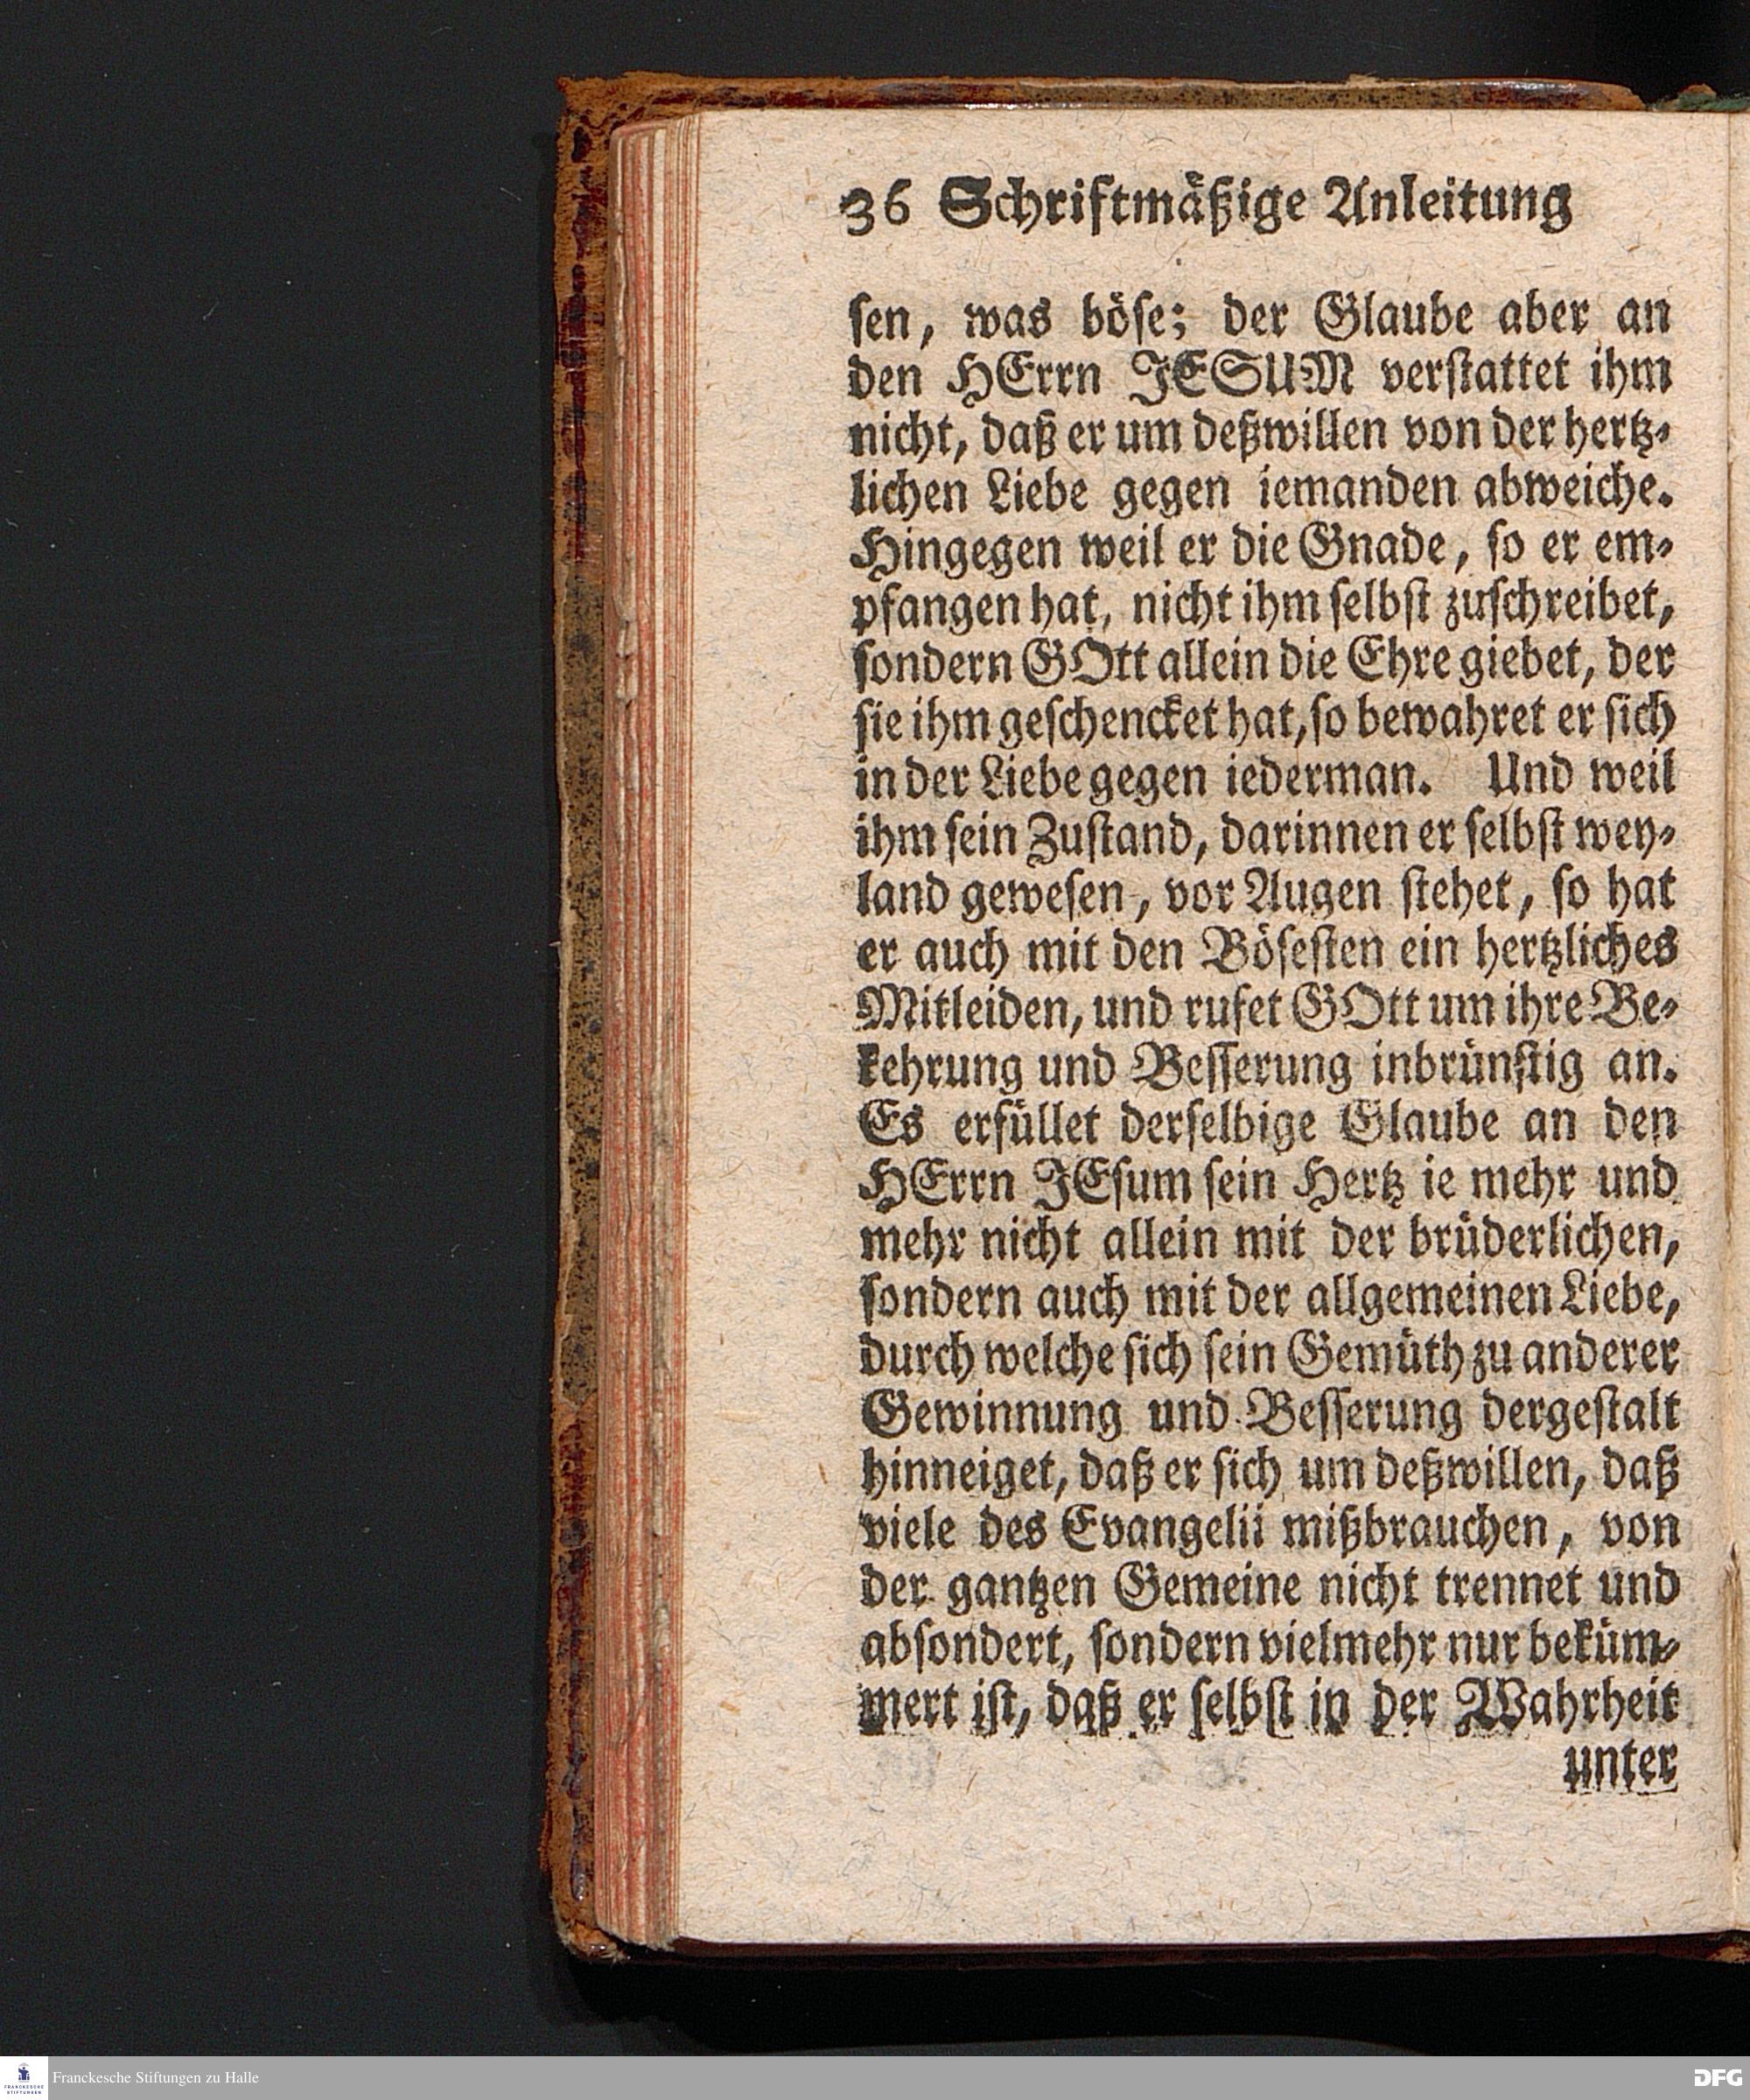 36 Schriftmäßige Anleitung
sen, was böse; der Glaube aber an
den HErrn JESUM verstattet ihm
nicht, daß er um deßwillen von der hertz-
lichen Liebe gegen iemanden abweiche.
Hingegen weil er die Gnade, so er em-
pfangen hat, nicht ihm selbst zuschreibet,
sondern GOtt allein die Ehre giebet, der
sie ihm geschencket hat, so bewahret er sich
in der Liebe gegen iederman. Und weil
ihm sein Zustand, darinnen er selbst wey-
land gewesen, vor Augen stehet, so hat
er auch mit den Bösesten ein hertzliches
Mitleiden, und rufet GOtt um ihre Be-
kehrung und Besserung inbrünstig an.
Es erfüllet derselbige Glaube an den
HErrn JEsum sein Hertz ie mehr und
mehr nicht allein mit der brüderlichen,
sondern auch mit der allgemeinen Liebe,
durch welche sich sein Gemüth zu anderer
Gewinnung und Besserung dergestalt
hinneiget, daß er sich um deßwillen, daß
viele des Evangelii mißbrauchen, von
der gantzen Gemeine nicht trennet und
absondert, sondern vielmehr nur beküm-
mert ist, daß er selbst in der Wahrheit
unter
FRANCKESCHE
STIFTUNGEN
Franckesche Stiftungen zu Halle
DFG